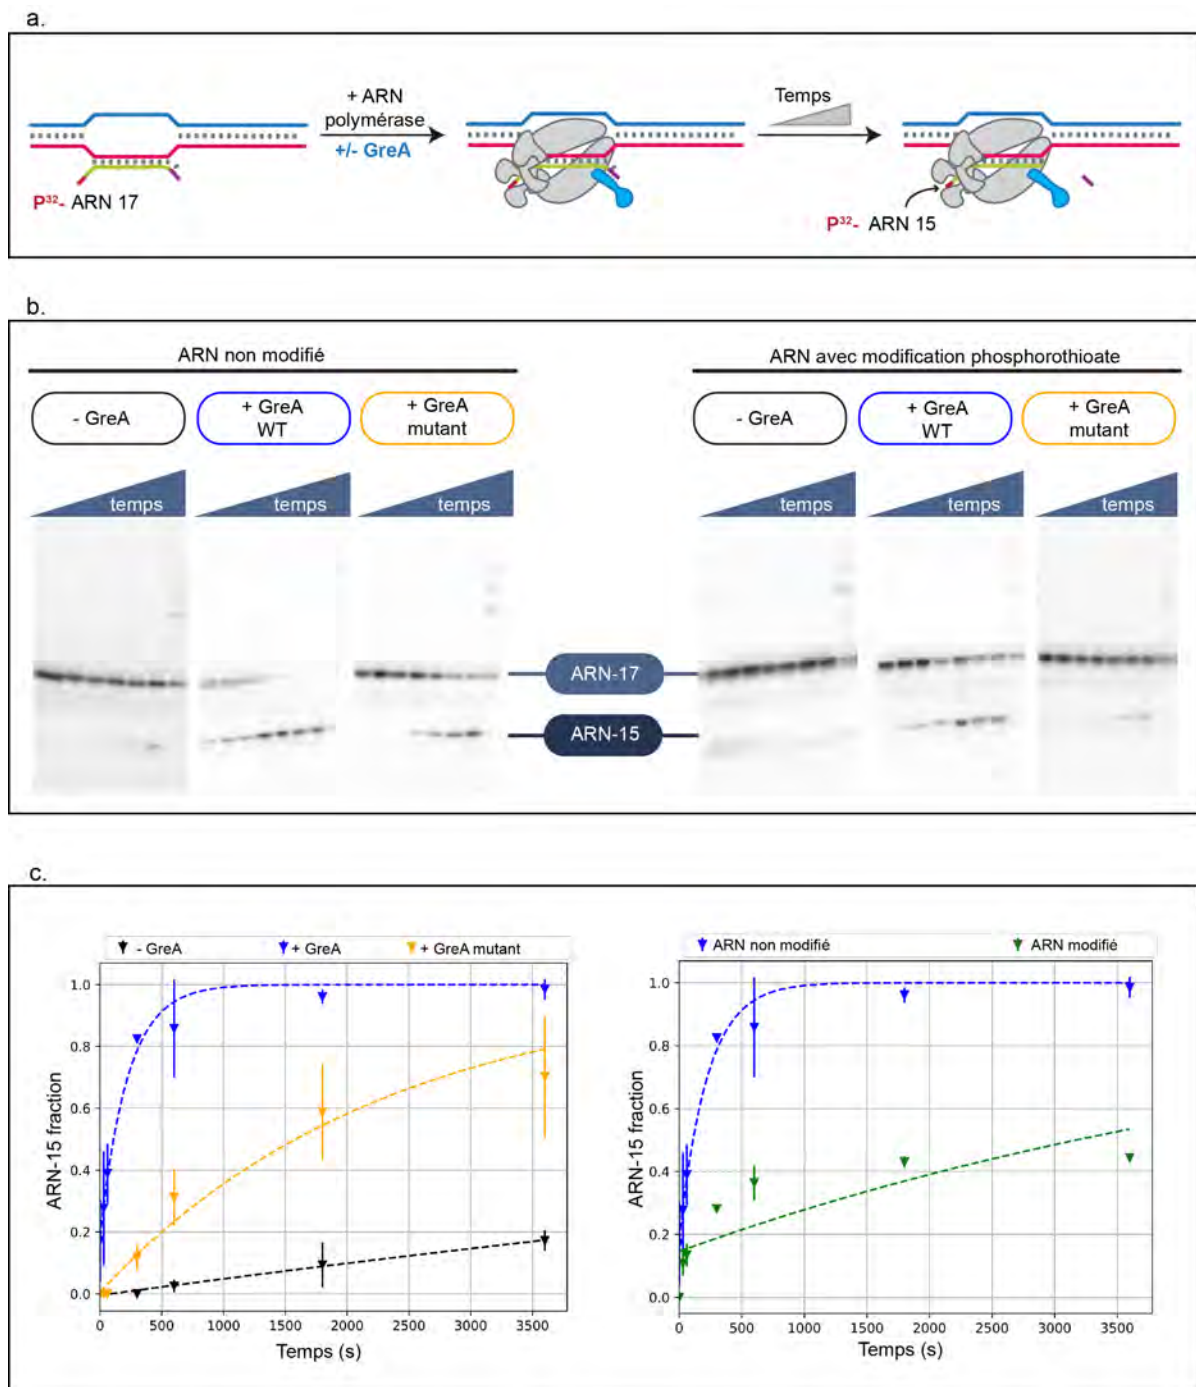 a.
+ ARN
polymérase
+/- GreA
Temps
P³²- ARN 17
P³²- ARN 15
b.
ARN non modifié
ARN avec modification phosphorothioate
- GreA
+ GreA
WT
+ GreA
mutant
- GreA
+ GreA
WT
+ GreA
mutant
temps
temps
temps
temps
temps
temps
ARN-17
ARN-15
c.
- GreA
+ GreA
+ GreA mutant
1.0
0.8
0.6
0.4
0.2
0.0
ARN-15 fraction
0
500
1000
1500
2000
2500
3000
3500
Temps (s)
ARN non modifié
ARN modifié
1.0
0.8
0.6
0.4
0.2
0.0
ARN-15 fraction
0
500
1000
1500
2000
2500
3000
3500
Temps (s)